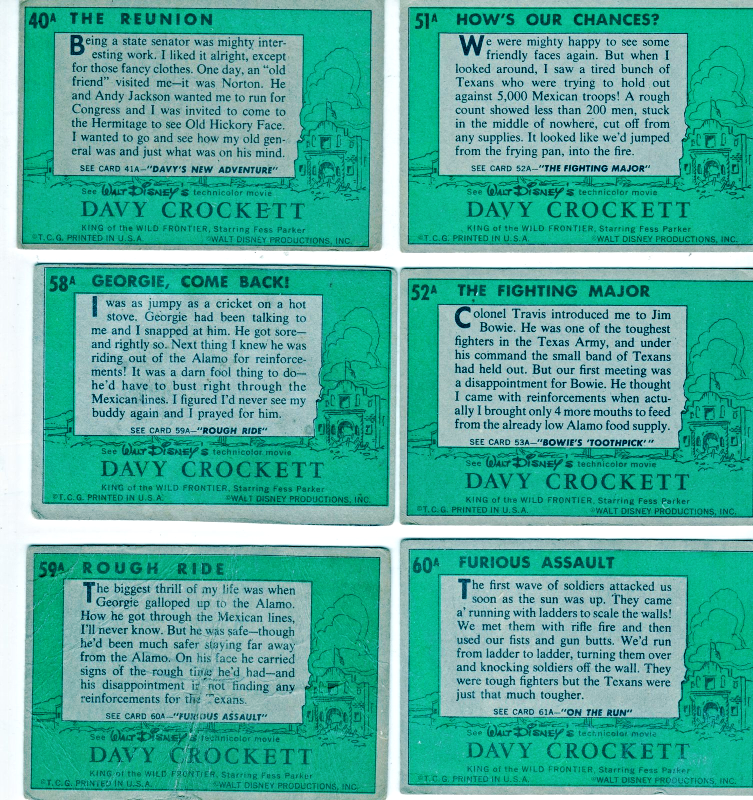 40A THE REUNION
Being a state senator was mighty inter-
esting work. I liked it alright, except
for those fancy clothes. One day, an "old
friend" visited me—it was Norton. He
and Andy Jackson wanted me to run for
Congress and I was invited to come to
the Hermitage to see Old Hickory Face.
I wanted to go and see how my old gen-
eral was and just what was on his mind.
SEE CARD 41A—"DAVY'S NEW ADVENTURE"
See WALT DISNEY'S technicolor movie
DAVY CROCKETT
KING of the WILD FRONTIER, Starring Fess Parker
©T.C.G. PRINTED IN U.S.A. ©WALT DISNEY PRODUCTIONS, INC.
51A HOW'S OUR CHANCES?
We were mighty happy to see some
friendly faces again. But when I
looked around, I saw a tired bunch of
Texans who were trying to hold out
against 5,000 Mexican troops! A rough
count showed less than 200 men, stuck
in the middle of nowhere, cut off from
any supplies. It looked like we'd jumped
from the frying pan, into the fire.
SEE CARD 52A—"THE FIGHTING MAJOR"
See WALT DISNEY'S technicolor movie
DAVY CROCKETT
KING of the WILD FRONTIER, Starring Fess Parker
©T.C.G. PRINTED IN U.S.A. ©WALT DISNEY PRODUCTIONS, INC.
58A GEORGIE, COME BACK!
I was as jumpy as a cricket on a hot
stove. Georgie had been talking to
me and I snapped at him. He got sore—
and rightly so. Next thing I knew he was
riding out of the Alamo for reinforce-
ments! It was a darn fool thing to do—
he'd have to bust right through the
Mexican lines. I figured I'd never see my
buddy again and I prayed for him.
SEE CARD 59A—"ROUGH RIDE"
See WALT DISNEY'S technicolor movie
DAVY CROCKETT
KING of the WILD FRONTIER, Starring Fess Parker
©T.C.G. PRINTED IN U.S.A. ©WALT DISNEY PRODUCTIONS, INC.
52A THE FIGHTING MAJOR
Colonel Travis introduced me to Jim
Bowie. He was one of the toughest
fighters in the Texas Army, and under
his command the small band of Texans
had held out. But our first meeting was
a disappointment for Bowie. He thought
I came with reinforcements when actu-
ally I brought only 4 more mouths to feed
from the already low Alamo food supply.
SEE CARD 53A—"BOWIE'S 'TOOTHPICK'"
See WALT DISNEY'S technicolor movie
DAVY CROCKETT
KING of the WILD FRONTIER, Starring Fess Parker
©T.C.G. PRINTED IN U.S.A. ©WALT DISNEY PRODUCTIONS, INC.
59A ROUGH RIDE
The biggest thrill of my life was when
Georgie galloped up to the Alamo.
How he got through the Mexican lines,
I'll never know. But he was safe—though
he'd been much safer staying far away
from the Alamo. On his face he carried
signs of the rough time he'd had—and
his disappointment in not finding any
reinforcements for the Texans.
SEE CARD 60A—"FURIOUS ASSAULT"
See WALT DISNEY'S technicolor movie
DAVY CROCKETT
KING of the WILD FRONTIER, Starring Fess Parker
©T.C.G. PRINTED IN U.S.A. ©WALT DISNEY PRODUCTIONS, INC.
60A FURIOUS ASSAULT
The first wave of soldiers attacked us
soon as the sun was up. They came
a' running with ladders to scale the walls!
We met them with rifle fire and then
used our fists and gun butts. We'd run
from ladder to ladder, turning them over
and knocking soldiers off the wall. They
were tough fighters but the Texans were
just that much tougher.
SEE CARD 61A—"ON THE RUN"
See WALT DISNEY'S technicolor movie
DAVY CROCKETT
KING of the WILD FRONTIER, Starring Fess Parker
©T.C.G. PRINTED IN U.S.A. ©WALT DISNEY PRODUCTIONS, INC.